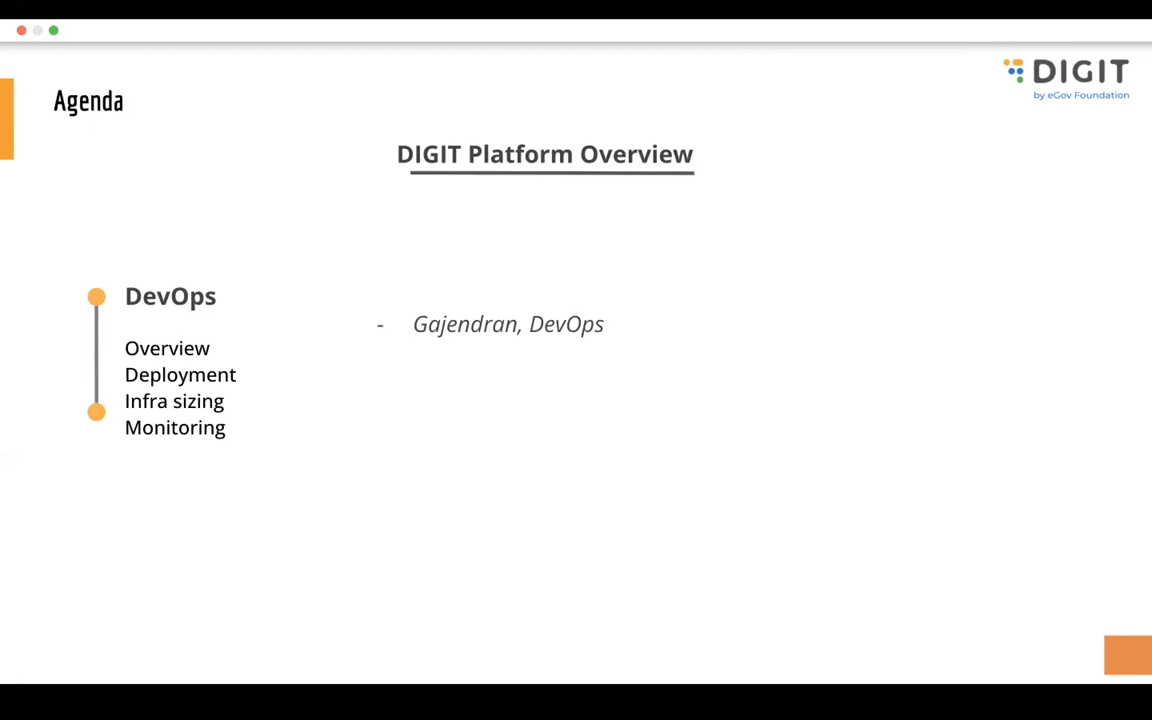 DIGIT
by eGov Foundation
Agenda
DIGIT Platform Overview
DevOps
- Gajendran, DevOps
Overview
Deployment
Infra sizing
Monitoring